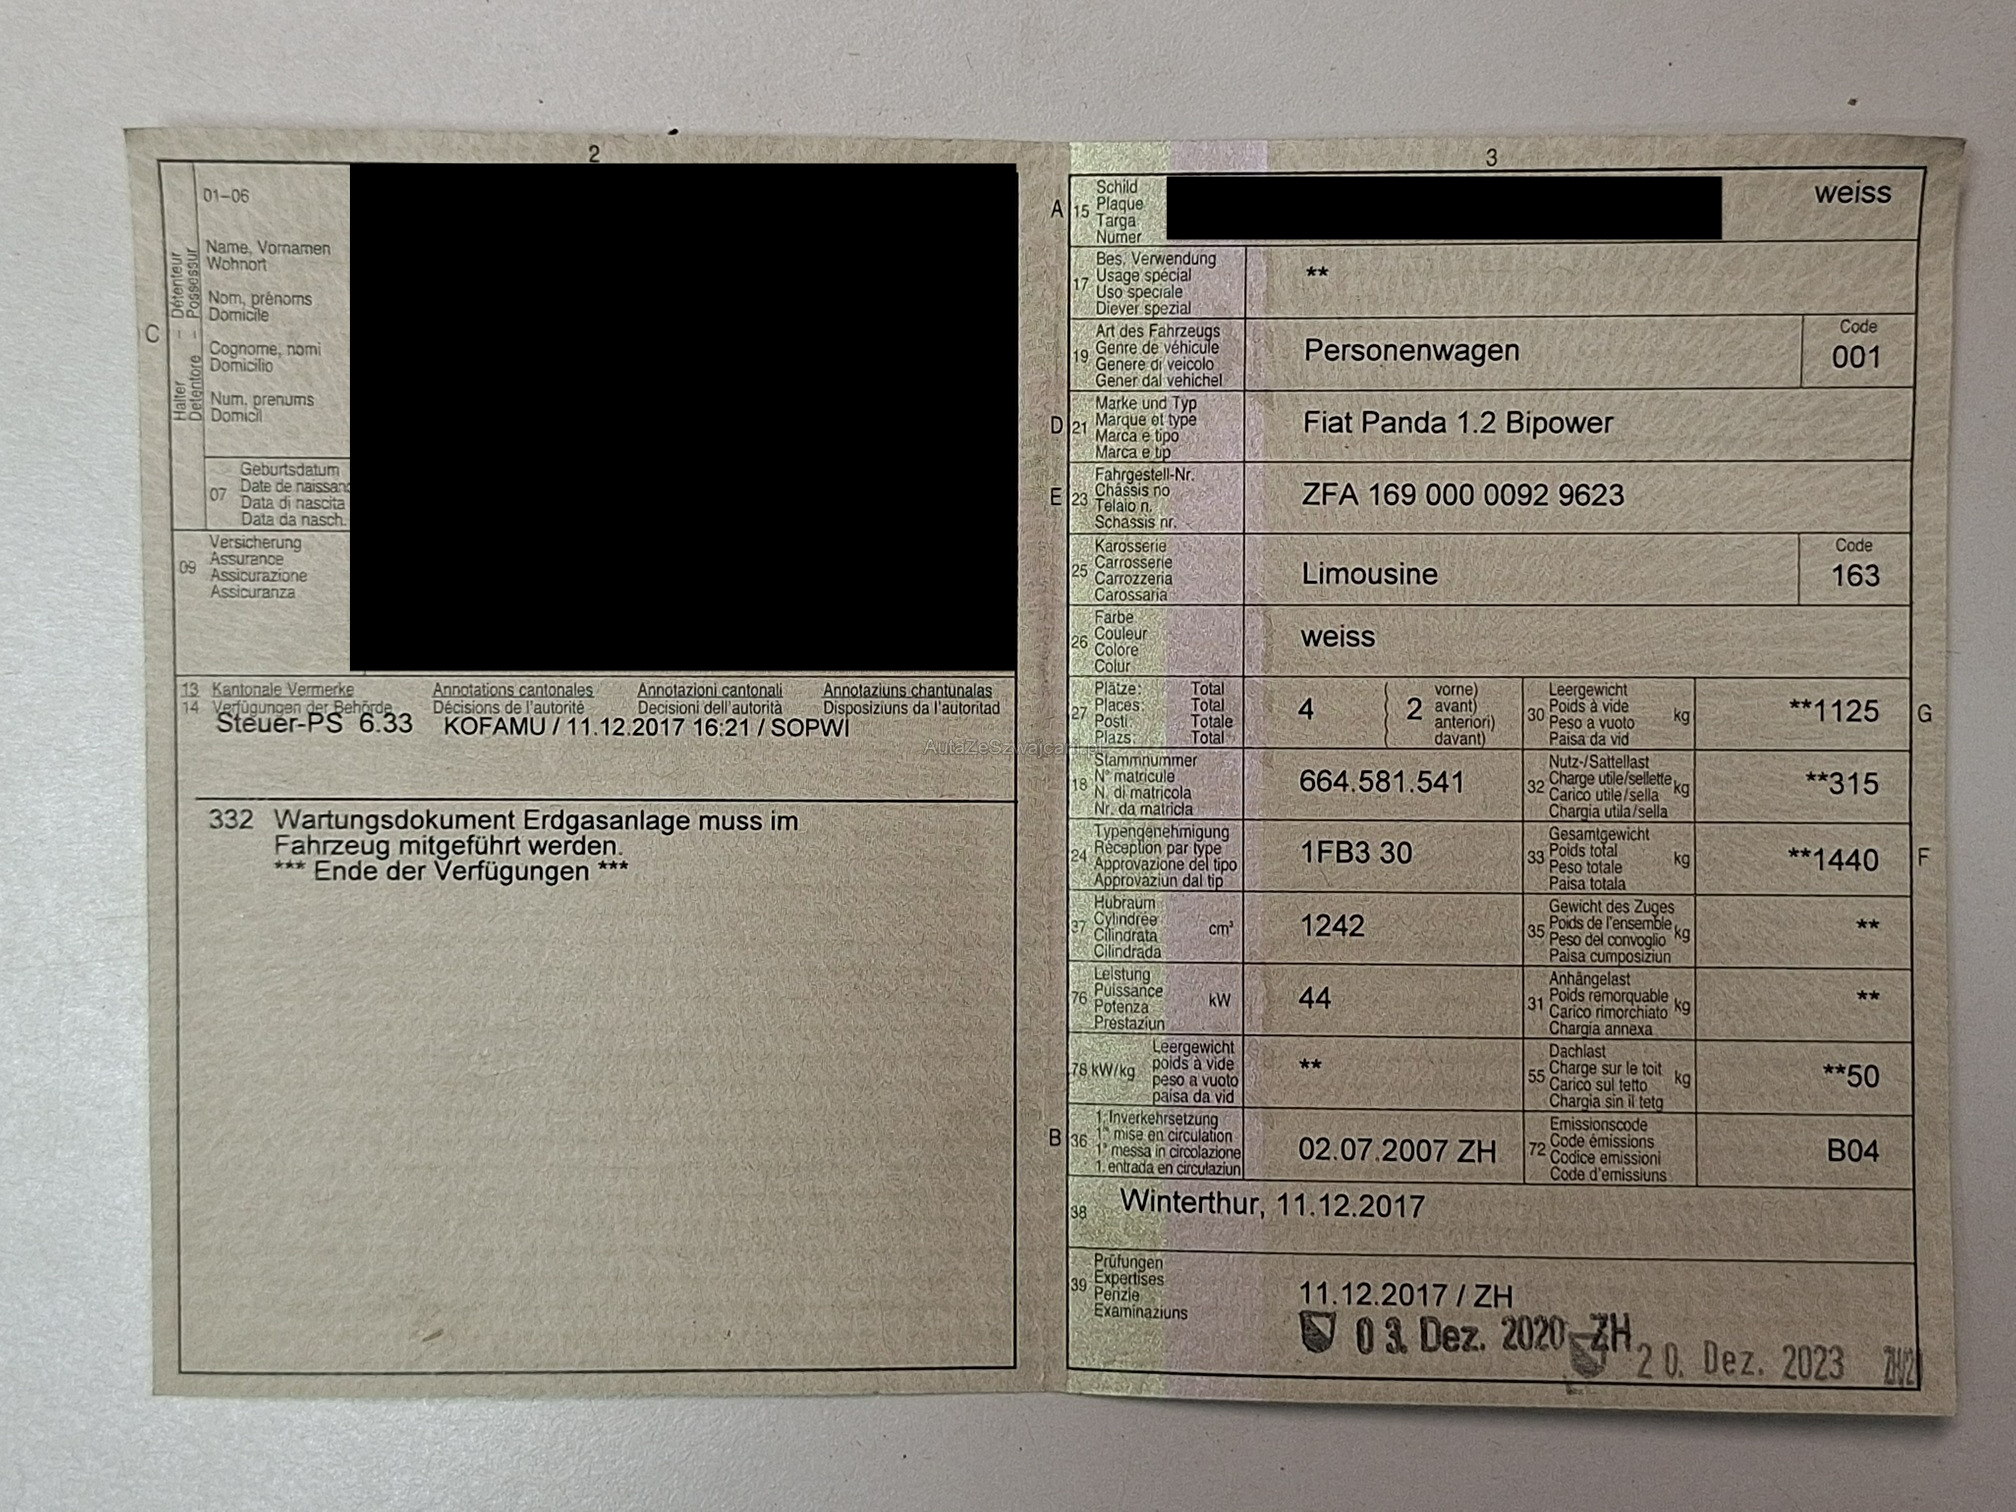 2
01–06
Name, Vornamen
Wohnort
Nom, prénoms
Domicile
Cognome, nomi
Domicilio
Num, prenums
Domicil
C
Halter – Détenteur
Detentore – Possessur
07
Geburtsdatum
Date de naissanc
Data di nascita
Data da nasch.
09
Versicherung
Assurance
Assicurazione
Assicuranza
13 Kantonale Vermerke Annotations cantonales Annotazioni cantonali Annotaziuns chantunalas
14 Verfügungen der Behörde Décisions de l'autorité Decisioni dell'autorità Disposiziuns da l'autoritad
Steuer-PS 6.33 KOFAMU / 11.12.2017 16:21 / SOPWI
332 Wartungsdokument Erdgasanlage muss im
Fahrzeug mitgeführt werden.
*** Ende der Verfügungen ***
AutaZeSzwajcarii.pl
3
A 15
Schild
Plaque
Targa
Numer
weiss
17
Bes. Verwendung
Usage spécial
Uso speciale
Diever spezial
**
19
Art des Fahrzeugs
Genre de véhicule
Genere di veicolo
Gener dal vehichel
Personenwagen
Code
001
D 21
Marke und Typ
Marque et type
Marca e tipo
Marca e tip
Fiat Panda 1.2 Bipower
E 23
Fahrgestell-Nr.
Châssis no
Telaio n.
Schassis nr.
ZFA 169 000 0092 9623
25
Karosserie
Carrosserie
Carrozzeria
Carossaria
Limousine
Code
163
26
Farbe
Couleur
Colore
Colur
weiss
27
Plätze: Total
Places: Total
Posti: Totale
Plazs: Total
4 ( 2 vorne)
avant)
anteriori)
davant)
30
Leergewicht
Poids à vide
Peso a vuoto
Paisa da vid
kg
**1125
G
18
Stammnummer
N° matricule
N. di matricola
Nr. da matricla
664.581.541
32
Nutz-/Sattellast
Charge utile/sellette
Carico utile/sella
Chargia utila/sella
kg
**315
24
Typengenehmigung
Réception par type
Approvazione del tipo
Approvaziun dal tip
1FB3 30
33
Gesamtgewicht
Poids total
Peso totale
Paisa totala
kg
**1440
F
37
Hubraum
Cylindrée
Cilindrata
Cilindrada
cm³
1242
35
Gewicht des Zuges
Poids de l'ensemble
Peso del convoglio
Paisa cumposiziun
kg
**
76
Leistung
Puissance
Potenza
Prestaziun
kW
44
31
Anhängelast
Poids remorquable
Carico rimorchiato
Chargia annexa
kg
**
78 kW/kg
Leergewicht
poids à vide
peso a vuoto
paisa da vid
**
55
Dachlast
Charge sur le toit
Carico sul tetto
Chargia sin il tetg
kg
**50
B 36
1. Inverkehrsetzung
1re mise en circulation
1a messa in circolazione
1. entrada en circulaziun
02.07.2007 ZH
72
Emissionscode
Code émissions
Codice emissioni
Code d'emissiuns
B04
38
Winterthur, 11.12.2017
39
Prüfungen
Expertises
Perizie
Examinaziuns
11.12.2017 / ZH
03. Dez. 2020 ZH
20. Dez. 2023 ZH/2